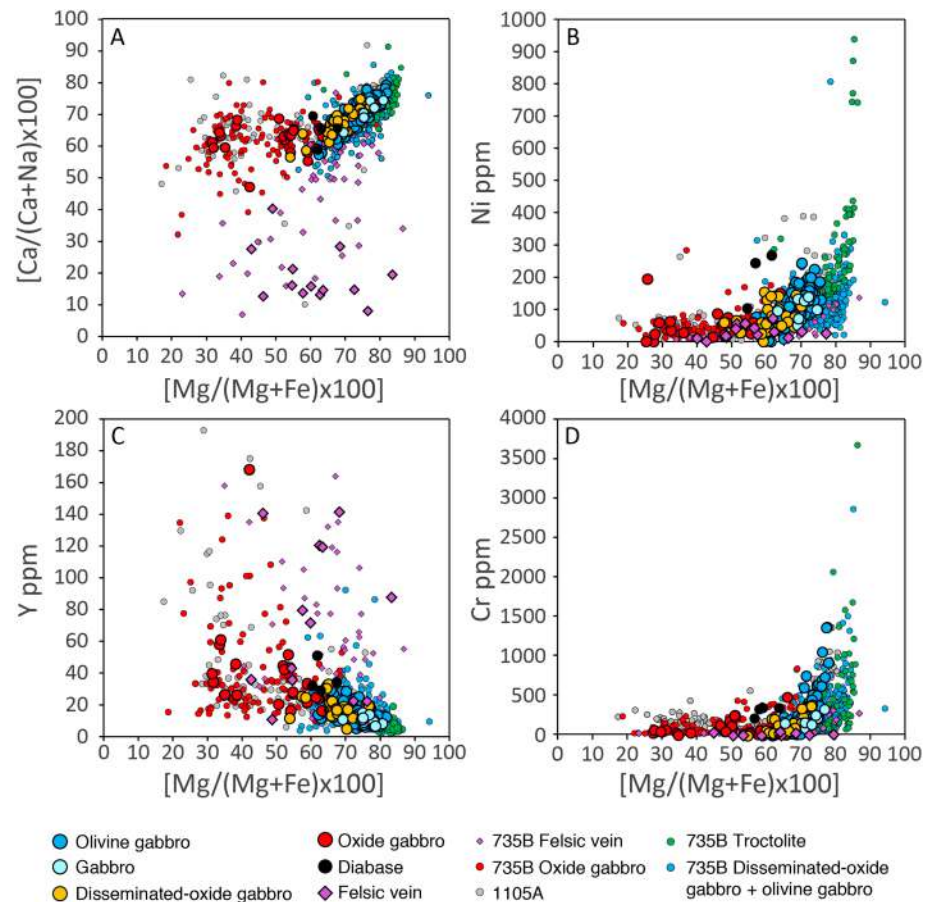 A
[Ca/(Ca+Na)x100]
100
90
80
70
60
50
40
30
20
10
0
0 10 20 30 40 50 60 70 80 90 100
[Mg/(Mg+Fe)x100]
B
Ni ppm
1000
900
800
700
600
500
400
300
200
100
0
0 10 20 30 40 50 60 70 80 90 100
[Mg/(Mg+Fe)x100]
C
Y ppm
200
180
160
140
120
100
80
60
40
20
0
0 10 20 30 40 50 60 70 80 90 100
[Mg/(Mg+Fe)x100]
D
Cr ppm
4000
3500
3000
2500
2000
1500
1000
500
0
0 10 20 30 40 50 60 70 80 90 100
[Mg/(Mg+Fe)x100]
Olivine gabbro
Gabbro
Disseminated-oxide gabbro
Oxide gabbro
Diabase
Felsic vein
735B Felsic vein
735B Oxide gabbro
1105A
735B Troctolite
735B Disseminated-oxide
gabbro + olivine gabbro